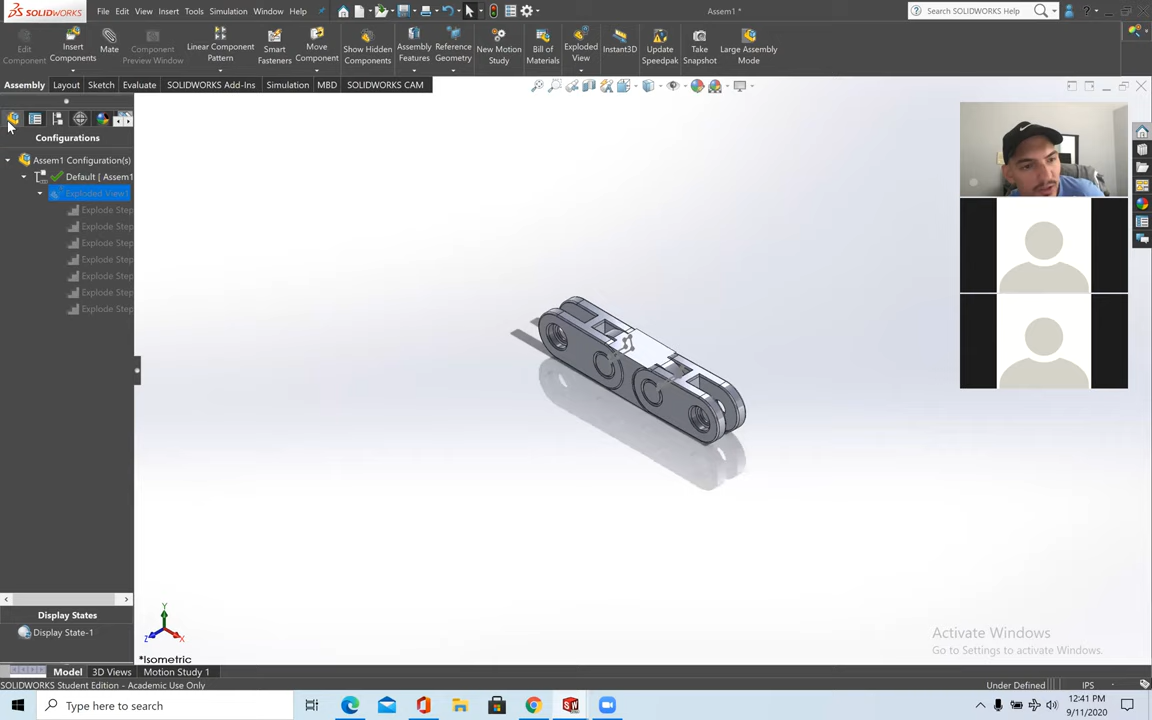 SOLIDWORKS
File Edit View Insert Tools Simulation Window Help
Assem1 *
Search SOLIDWORKS Help
Edit Component
Insert Components
Mate
Component Preview Window
Linear Component Pattern
Smart Fasteners
Move Component
Show Hidden Components
Assembly Features
Reference Geometry
New Motion Study
Bill of Materials
Exploded View
Instant3D
Update Speedpak
Take Snapshot
Large Assembly Mode
Assembly Layout Sketch Evaluate SOLIDWORKS Add-Ins Simulation MBD SOLIDWORKS CAM
Configurations
Assem1 Configuration(s)
Default [ Assem1
Exploded View1
Explode Step
Explode Step
Explode Step
Explode Step
Explode Step
Explode Step
Explode Step
Display States
Display State-1
Y
Z
X
*Isometric
Activate Windows
Go to Settings to activate Windows.
Model 3D Views Motion Study 1
SOLIDWORKS Student Edition - Academic Use Only
Under Defined
IPS
Type here to search
SW
12:41 PM
9/11/2020